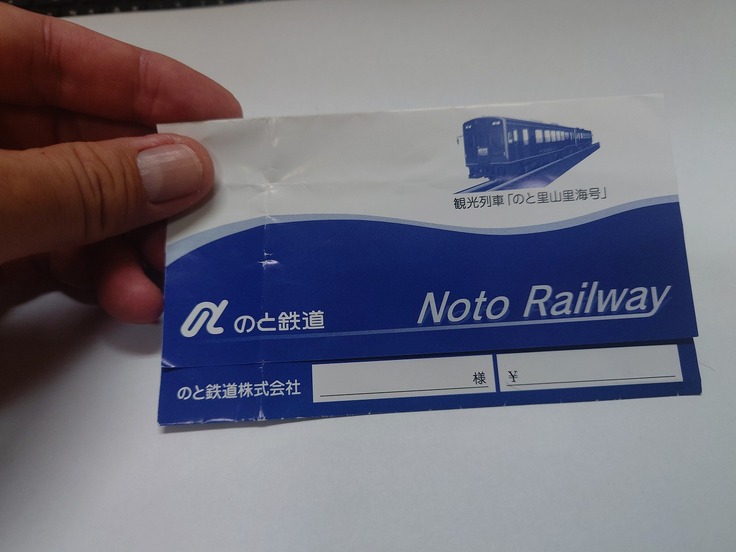 観光列車「のと里山里海号」
のと鉄道
Noto Railway
のと鉄道株式会社
様
¥